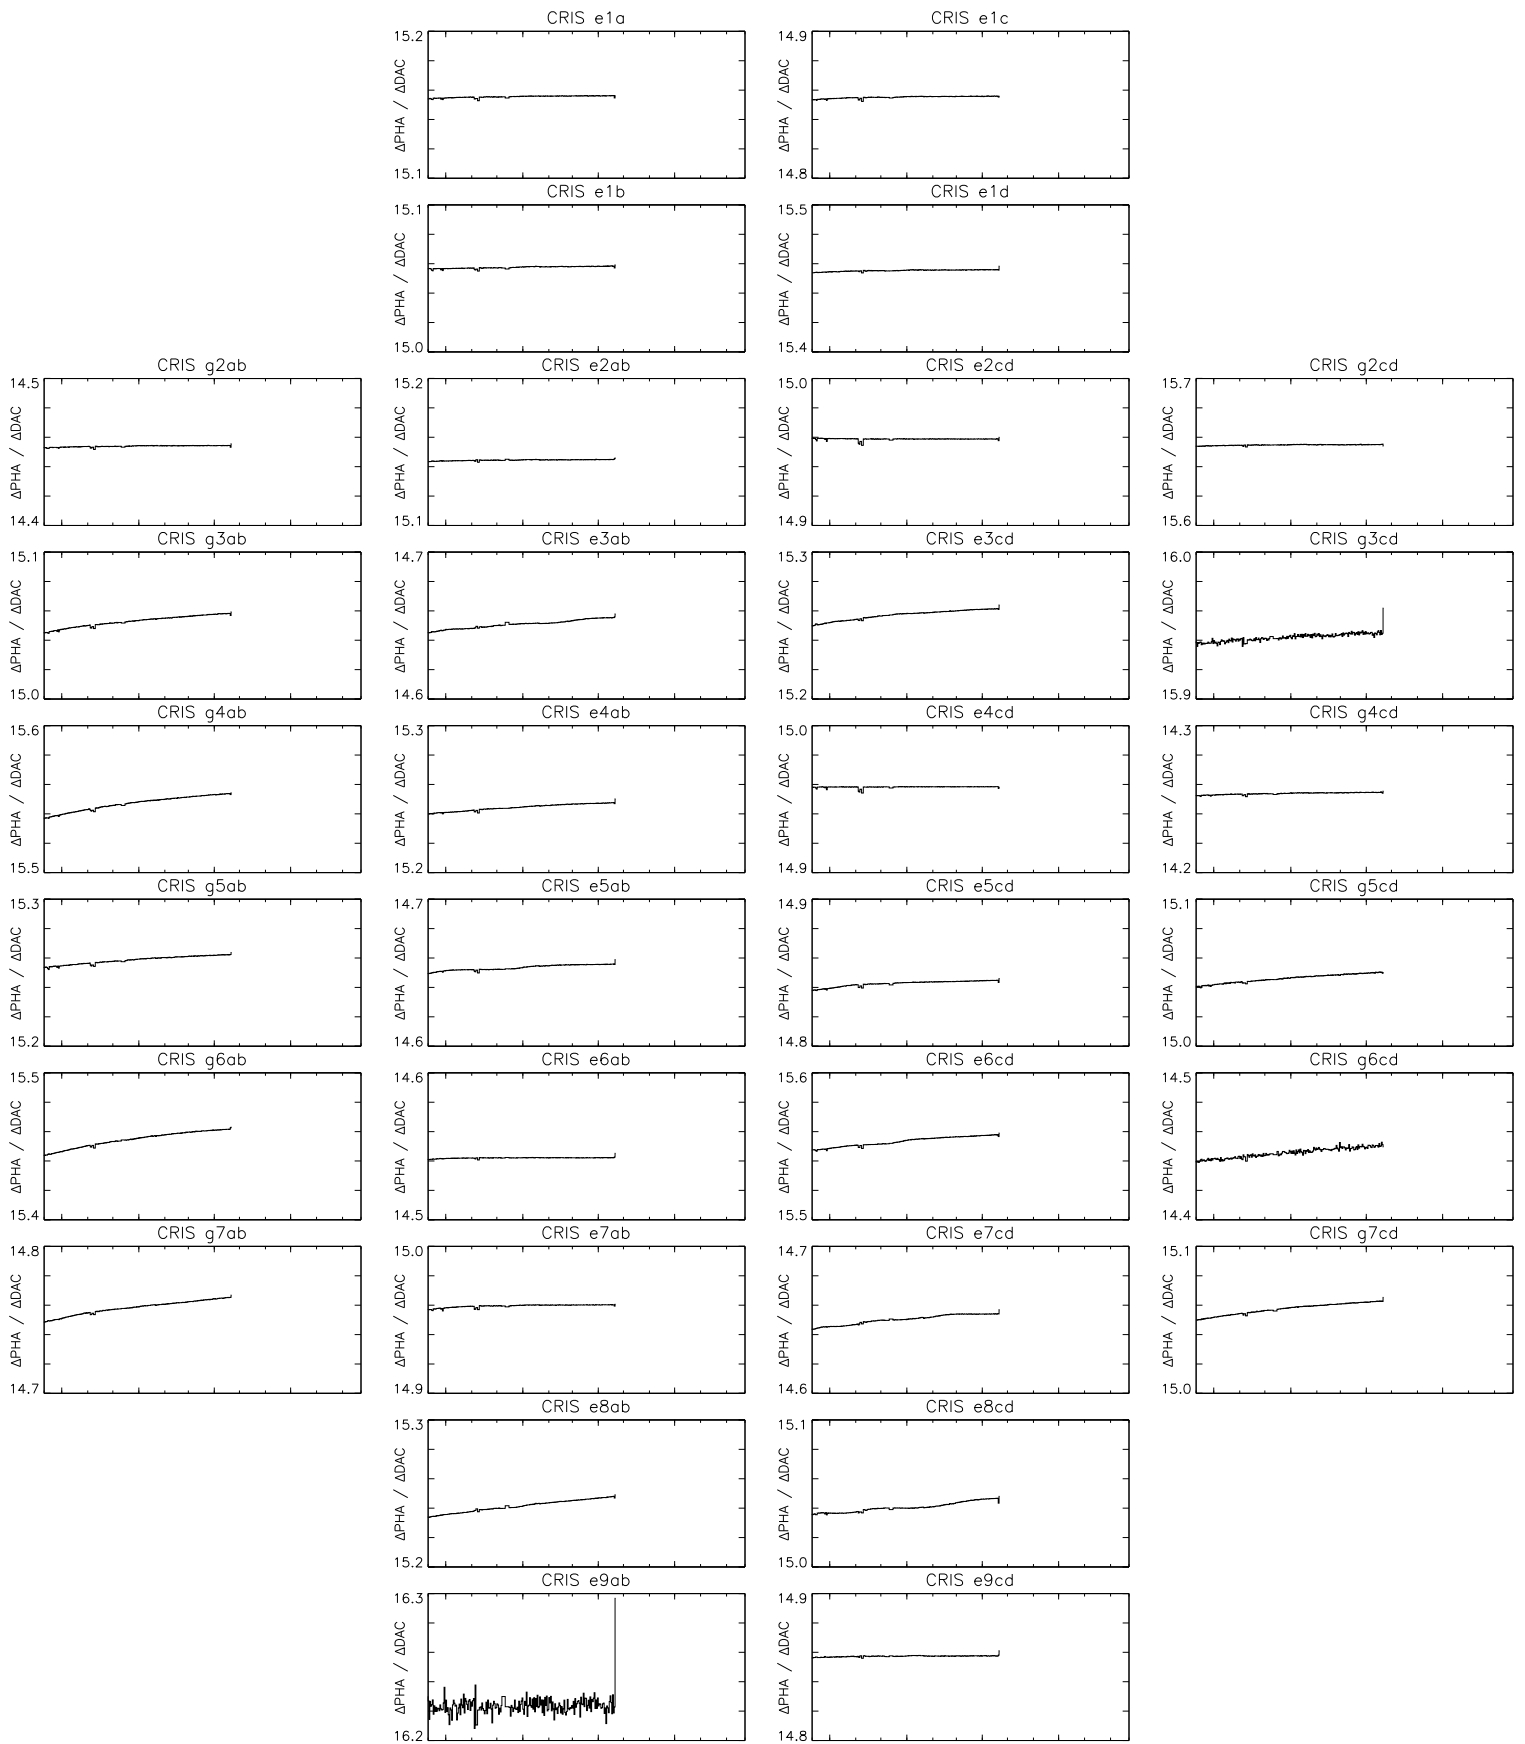 CRIS e1a
15.2
ΔPHA / ΔDAC
15.1
CRIS e1c
14.9
ΔPHA / ΔDAC
14.8
CRIS e1b
15.1
ΔPHA / ΔDAC
15.0
CRIS e1d
15.5
ΔPHA / ΔDAC
15.4
CRIS g2ab
14.5
ΔPHA / ΔDAC
14.4
CRIS e2ab
15.2
ΔPHA / ΔDAC
15.1
CRIS e2cd
15.0
ΔPHA / ΔDAC
14.9
CRIS g2cd
15.7
ΔPHA / ΔDAC
15.6
CRIS g3ab
15.1
ΔPHA / ΔDAC
15.0
CRIS e3ab
14.7
ΔPHA / ΔDAC
14.6
CRIS e3cd
15.3
ΔPHA / ΔDAC
15.2
CRIS g3cd
16.0
ΔPHA / ΔDAC
15.9
CRIS g4ab
15.6
ΔPHA / ΔDAC
15.5
CRIS e4ab
15.3
ΔPHA / ΔDAC
15.2
CRIS e4cd
15.0
ΔPHA / ΔDAC
14.9
CRIS g4cd
14.3
ΔPHA / ΔDAC
14.2
CRIS g5ab
15.3
ΔPHA / ΔDAC
15.2
CRIS e5ab
14.7
ΔPHA / ΔDAC
14.6
CRIS e5cd
14.9
ΔPHA / ΔDAC
14.8
CRIS g5cd
15.1
ΔPHA / ΔDAC
15.0
CRIS g6ab
15.5
ΔPHA / ΔDAC
15.4
CRIS e6ab
14.6
ΔPHA / ΔDAC
14.5
CRIS e6cd
15.6
ΔPHA / ΔDAC
15.5
CRIS g6cd
14.5
ΔPHA / ΔDAC
14.4
CRIS g7ab
14.8
ΔPHA / ΔDAC
14.7
CRIS e7ab
15.0
ΔPHA / ΔDAC
14.9
CRIS e7cd
14.7
ΔPHA / ΔDAC
14.6
CRIS g7cd
15.1
ΔPHA / ΔDAC
15.0
CRIS e8ab
15.3
ΔPHA / ΔDAC
15.2
CRIS e8cd
15.1
ΔPHA / ΔDAC
15.0
CRIS e9ab
16.3
ΔPHA / ΔDAC
16.2
CRIS e9cd
14.9
ΔPHA / ΔDAC
14.8